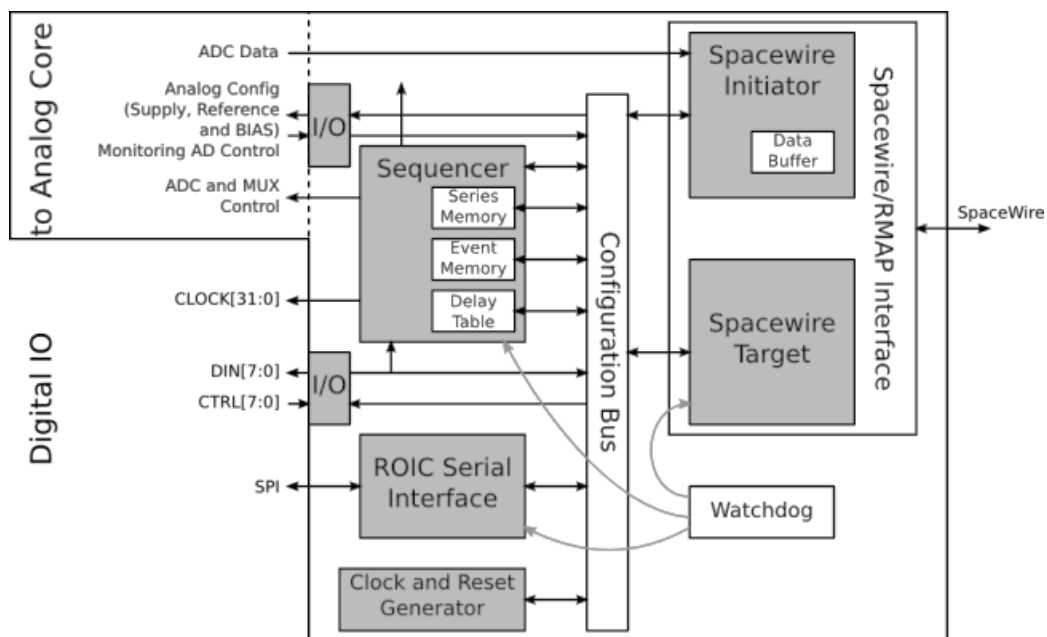 to Analog Core
ADC Data
Analog Config
(Supply, Reference
and BIAS)
Monitoring AD Control
I/O
ADC and MUX
Control
Sequencer
Series
Memory
Event
Memory
Delay
Table
CLOCK[31:0]
Digital IO
DIN[7:0]
CTRL[7:0]
I/O
SPI
ROIC Serial
Interface
Clock and Reset
Generator
Configuration Bus
Spacewire
Initiator
Data
Buffer
Spacewire
Target
Spacewire/RMAP Interface
SpaceWire
Watchdog